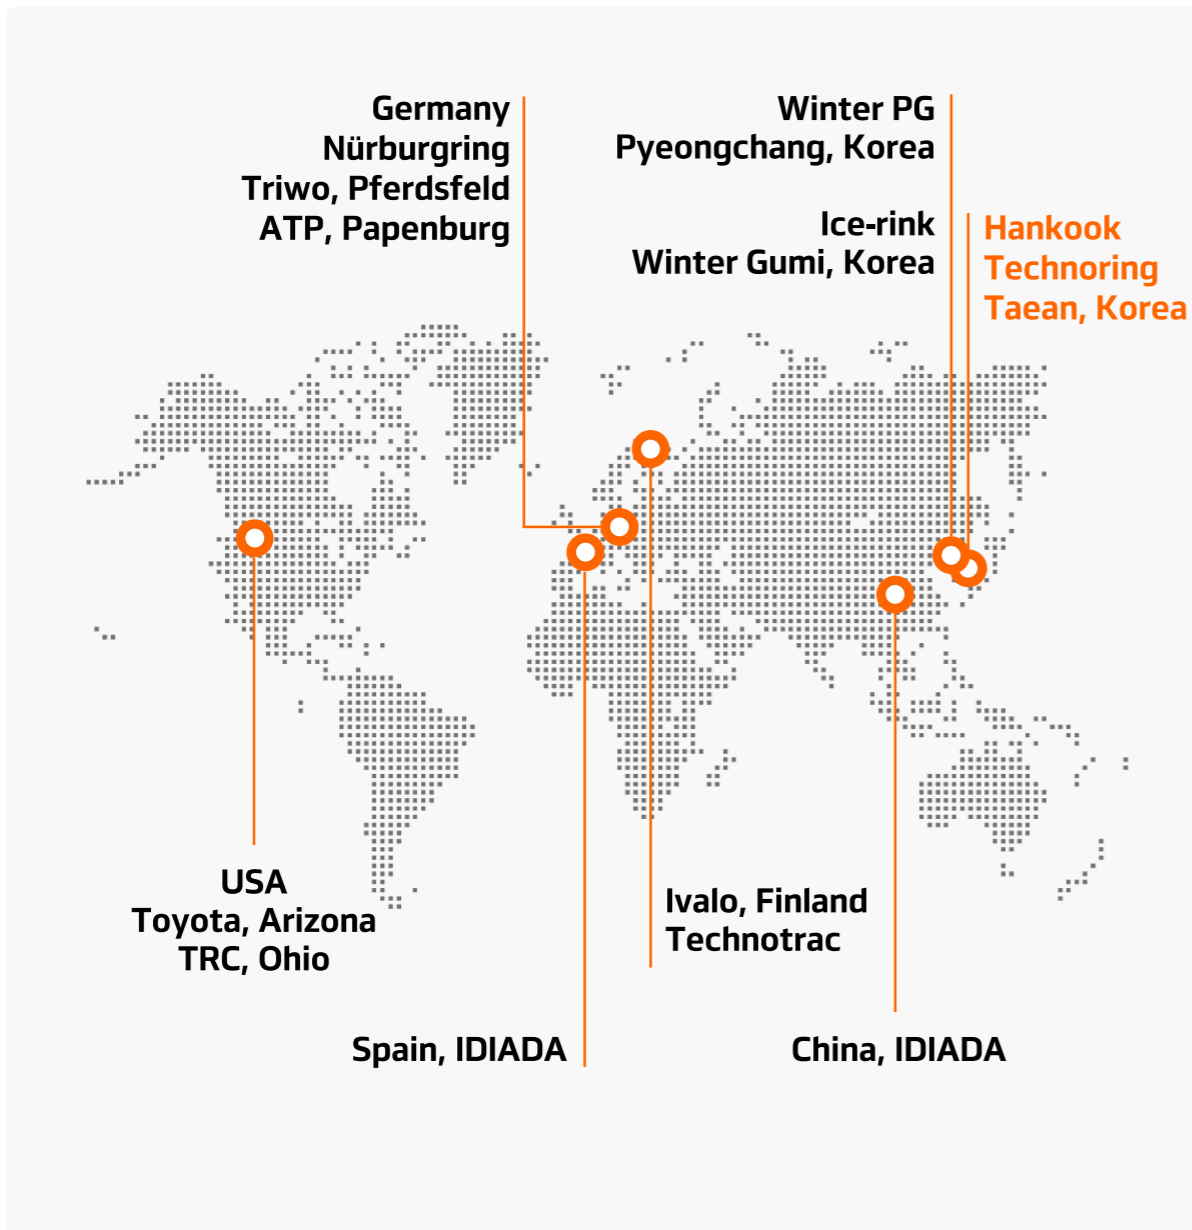 Germany
Nürburgring
Triwo, Pferdsfeld
ATP, Papenburg
Winter PG
Pyeongchang, Korea
Ice-rink
Winter Gumi, Korea
Hankook
Technoring
Taean, Korea
USA
Toyota, Arizona
TRC, Ohio
Ivalo, Finland
Technotrac
Spain, IDIADA
China, IDIADA